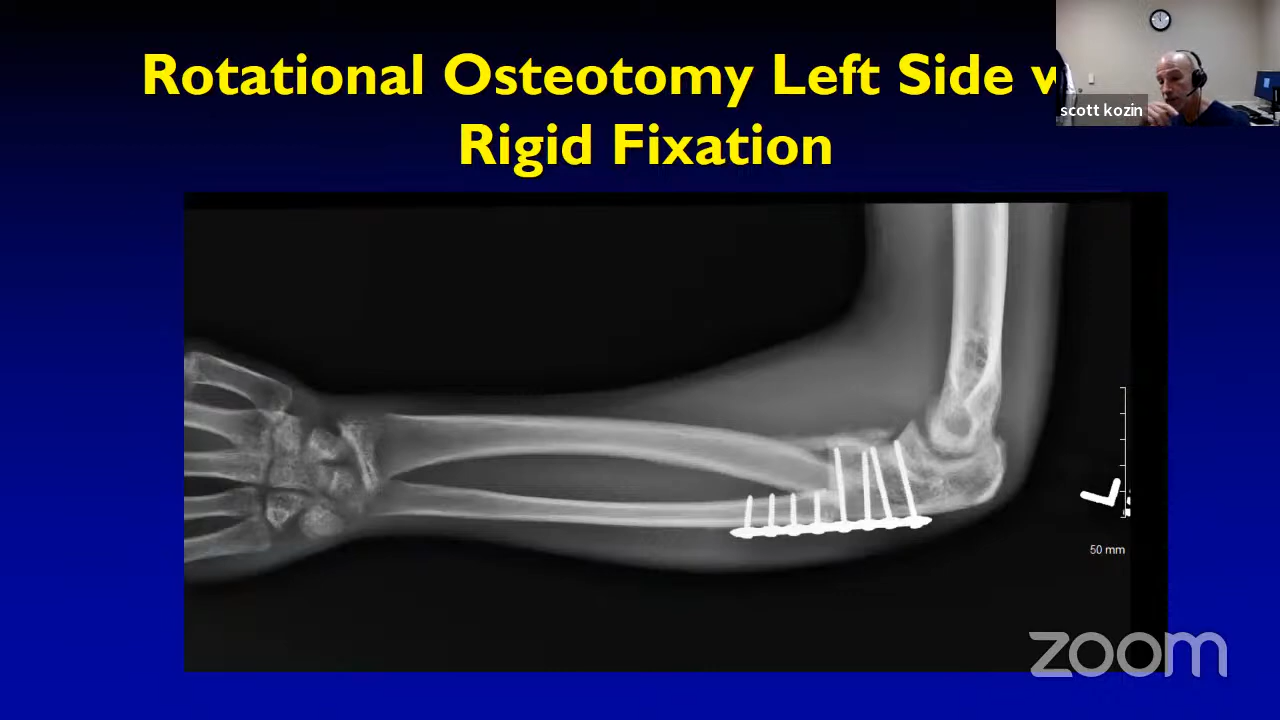 Rotational Osteotomy Left Side
Rigid Fixation
scott kozin
L
50 mm
zoom